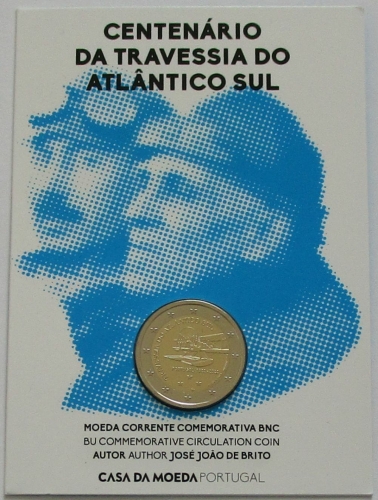 CENTENÁRIO
DA TRAVESSIA DO
ATLÂNTICO SUL
MOEDA CORRENTE COMEMORATIVA BNC
BU COMMEMORATIVE CIRCULATION COIN
AUTOR AUTHOR JOSÉ JOÃO DE BRITO
CASA DA MOEDA PORTUGAL